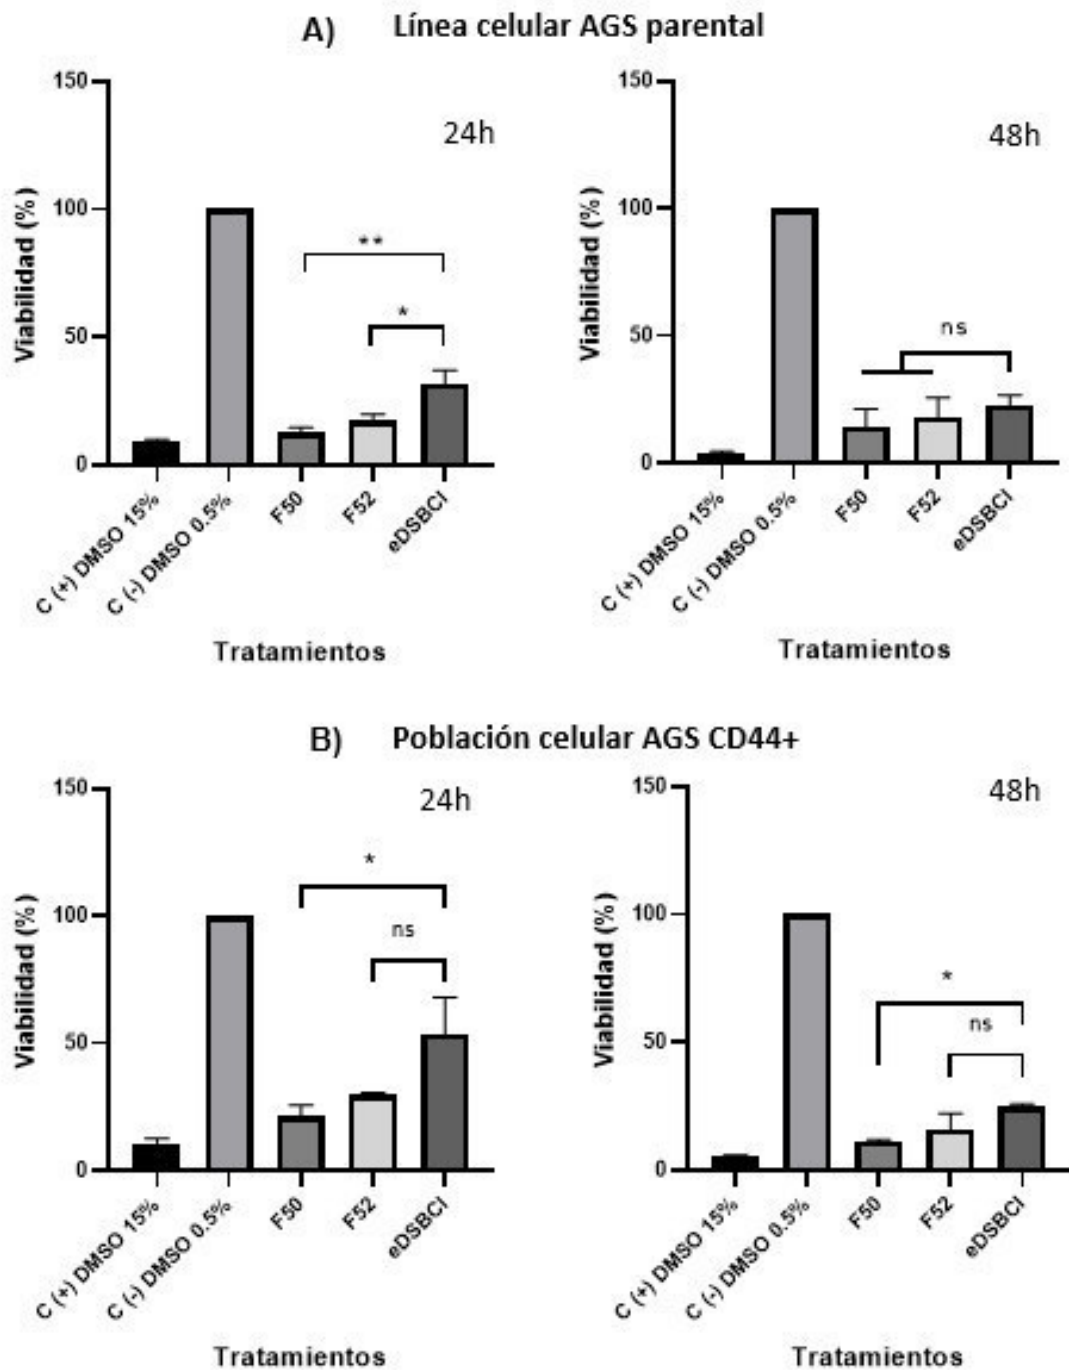 A) Línea celular AGS parental
150
100
50
0
Viabilidad (%)
24h
**
*
C (+) DMSO 15%
C (-) DMSO 0.5%
F50
F52
eDSBCI
Tratamientos
150
100
50
0
Viabilidad (%)
48h
ns
C (+) DMSO 15%
C (-) DMSO 0.5%
F50
F52
eDSBCI
Tratamientos
B) Población celular AGS CD44+
150
100
50
0
Viabilidad (%)
24h
*
ns
C (+) DMSO 15%
C (-) DMSO 0.5%
F50
F52
eDSBCI
Tratamientos
150
100
50
0
Viabilidad (%)
48h
*
ns
C (+) DMSO 15%
C (-) DMSO 0.5%
F50
F52
eDSBCI
Tratamientos